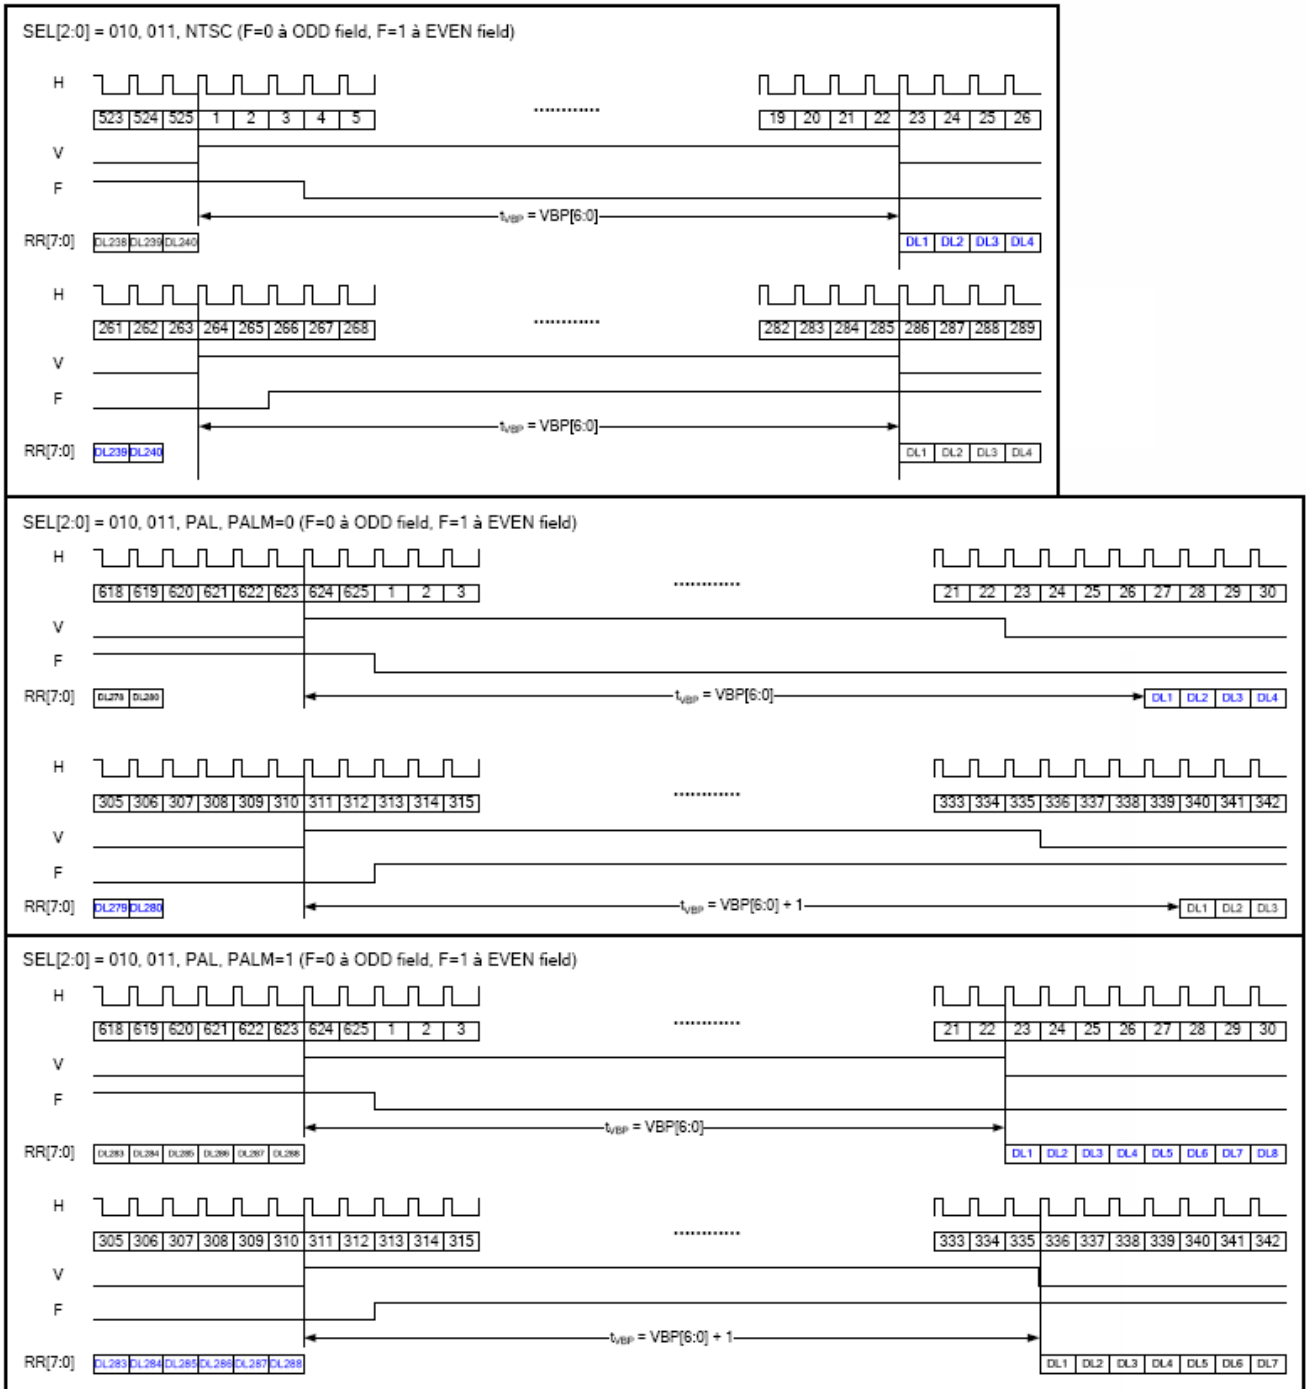 SEL[2:0] = 010, 011, NTSC (F=0 à ODD field, F=1 à EVEN field)
H
523 524 525 1 2 3 4 5 ............ 19 20 21 22 23 24 25 26
V
F
tVBP = VBP[6:0]
RR[7:0] DL238 DL239 DL240 DL1 DL2 DL3 DL4
H
261 262 263 264 265 266 267 268 ............ 282 283 284 285 286 287 288 289
V
F
tVBP = VBP[6:0]
RR[7:0] DL239 DL240 DL1 DL2 DL3 DL4
SEL[2:0] = 010, 011, PAL, PALM=0 (F=0 à ODD field, F=1 à EVEN field)
H
618 619 620 621 622 623 624 625 1 2 3 ............ 21 22 23 24 25 26 27 28 29 30
V
F
RR[7:0] DL280 tVBP = VBP[6:0] DL1 DL2 DL3 DL4
H
305 306 307 308 309 310 311 312 313 314 315 ............ 333 334 335 336 337 338 339 340 341 342
V
F
RR[7:0] DL279 DL280 tVBP = VBP[6:0] + 1 DL1 DL2 DL3
SEL[2:0] = 010, 011, PAL, PALM=1 (F=0 à ODD field, F=1 à EVEN field)
H
618 619 620 621 622 623 624 625 1 2 3 ............ 21 22 23 24 25 26 27 28 29 30
V
F
tVBP = VBP[6:0]
RR[7:0] DL283 DL284 DL285 DL286 DL287 DL288 DL1 DL2 DL3 DL4 DL5 DL6 DL7 DL8
H
305 306 307 308 309 310 311 312 313 314 315 ............ 333 334 335 336 337 338 339 340 341 342
V
F
tVBP = VBP[6:0] + 1
RR[7:0] DL283 DL284 DL285 DL286 DL287 DL288 DL1 DL2 DL3 DL4 DL5 DL6 DL7